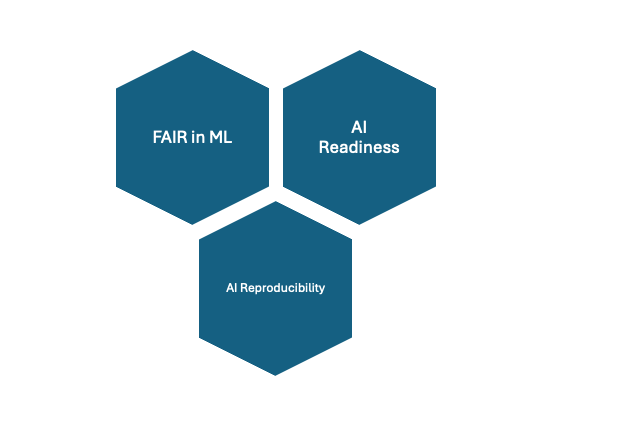 FAIR in ML
AI
Readiness
AI Reproducibility